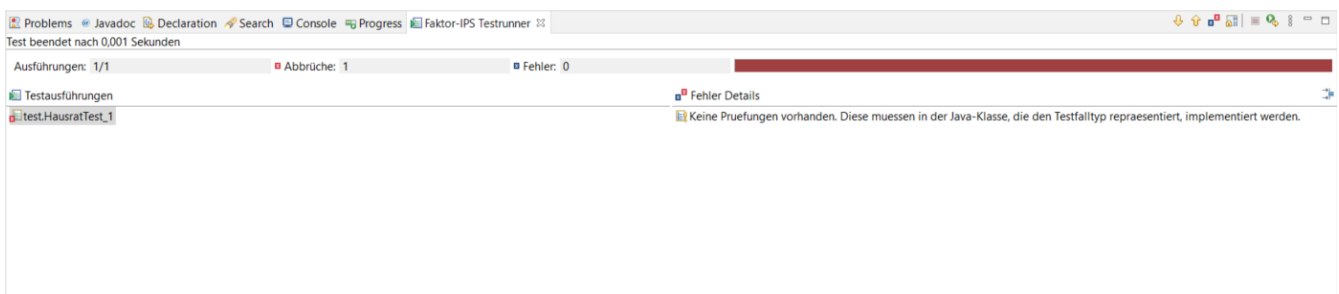 Problems Javadoc Declaration Search Console Progress Faktor-IPS Testrunner
Test beendet nach 0,001 Sekunden
Ausführungen: 1/1 Abbrüche: 1 Fehler: 0
Testausführungen Fehler Details
test.HausratTest_1 Keine Pruefungen vorhanden. Diese muessen in der Java-Klasse, die den Testfalltyp repraesentiert, implementiert werden.